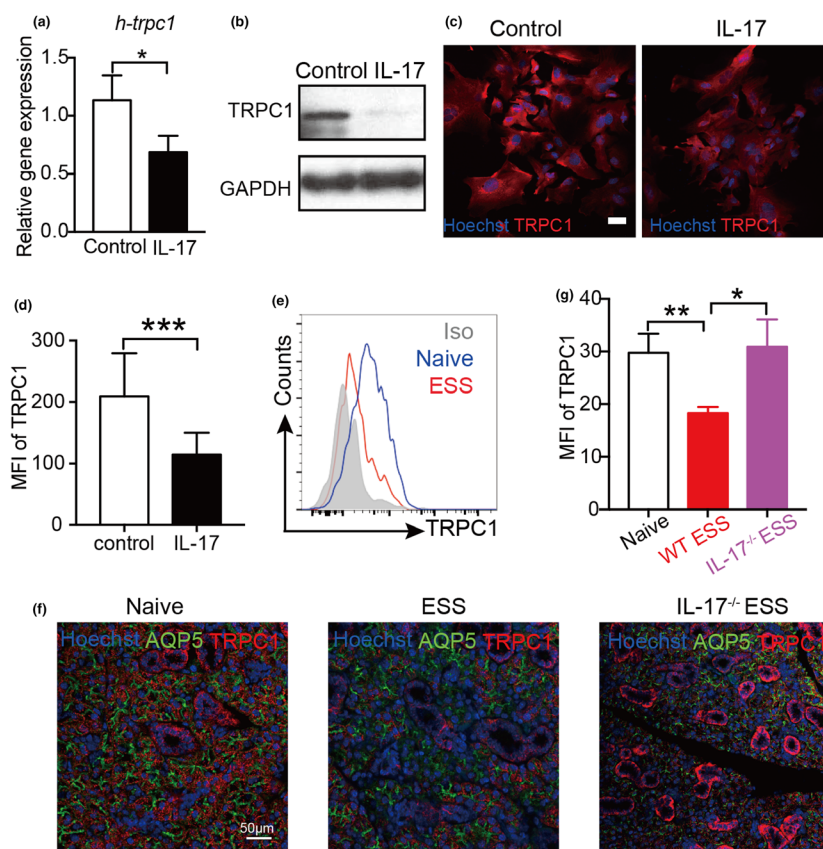 (a)
h-trpc1
Relative gene expression
1.5
1.0
0.5
0.0
*
Control IL-17
(b)
Control IL-17
TRPC1
GAPDH
(c)
Control
IL-17
Hoechst TRPC1
Hoechst TRPC1
(d)
MFI of TRPC1
300
200
100
0
***
control IL-17
(e)
Counts
Iso
Naive
ESS
TRPC1
(g)
MFI of TRPC1
40
30
20
10
0
** *
Naive
WT ESS
IL-17-/- ESS
(f)
Naive
ESS
IL-17-/- ESS
Hoechst AQP5 TRPC1
Hoechst AQP5 TRPC1
Hoechst AQP5 TRPC1
50μm